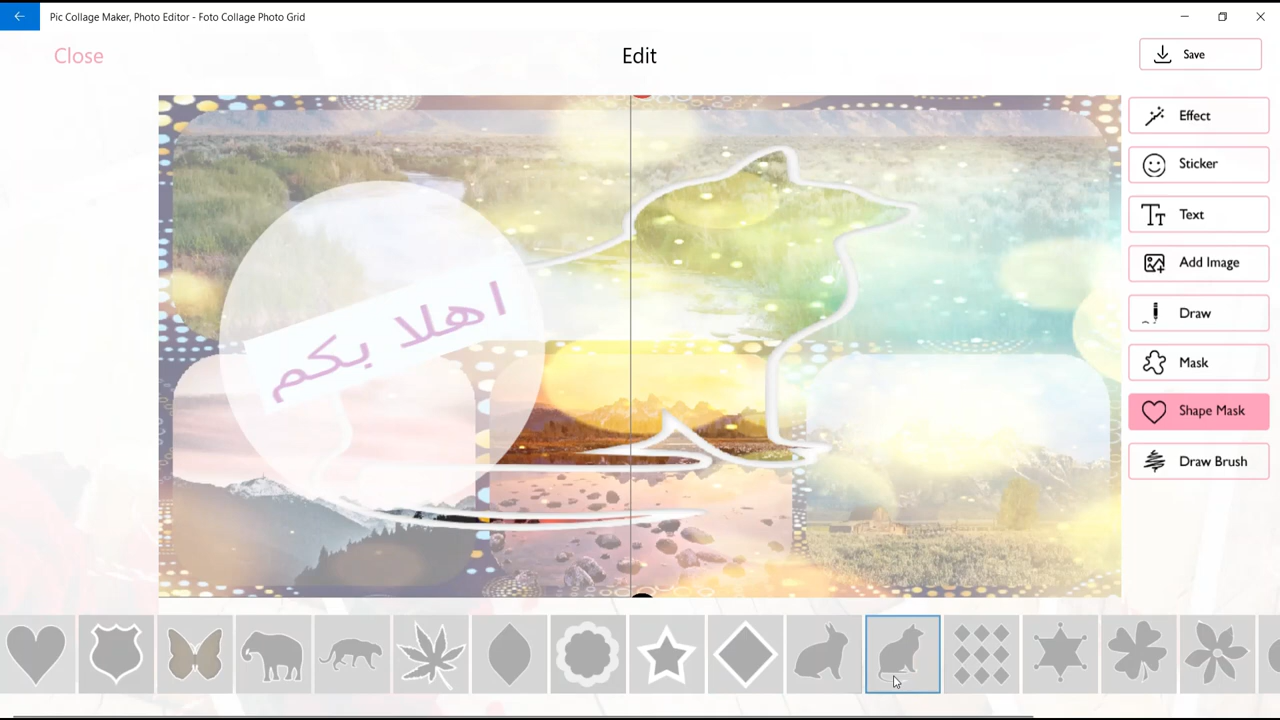 Pic Collage Maker, Photo Editor - Foto Collage Photo Grid
Close
Edit
Save
Effect
Sticker
Text
Add Image
Draw
Mask
Shape Mask
Draw Brush
اهلا بكم